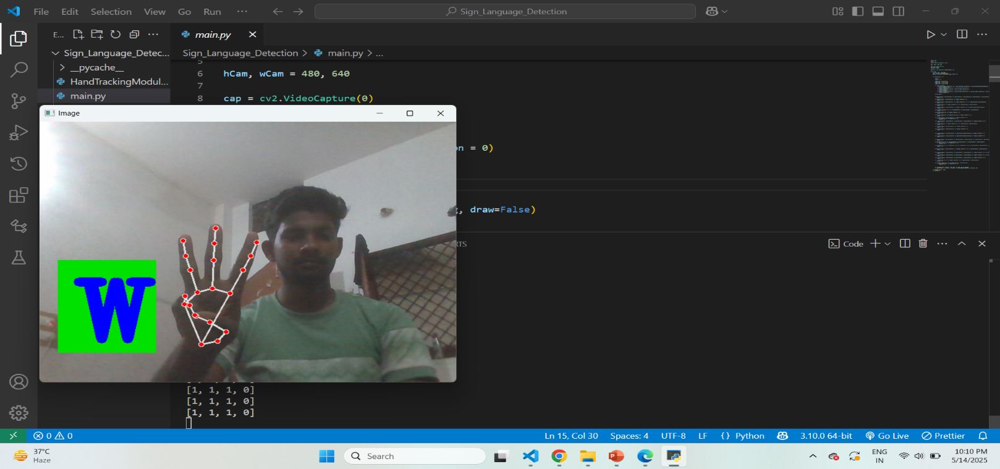 File Edit Selection View Go Run ··· Sign_Language_Detection
E... ··· main.py
Sign_Language_Detec... Sign_Language_Detection > main.py > ...
__pycache__
HandTrackingModul...
main.py
5
6 hCam, wCam = 480, 640
7
8 cap = cv2.VideoCapture(0)
Image
on = 0)
, draw=False)
Code
W
[1, 1, 1, 0]
[1, 1, 1, 0]
[1, 1, 1, 0]
0 0 Ln 15, Col 30 Spaces: 4 UTF-8 LF {} Python 3.10.0 64-bit Go Live Prettier
37°C
Haze
Search
ENG
IN
10:10 PM
5/14/2025